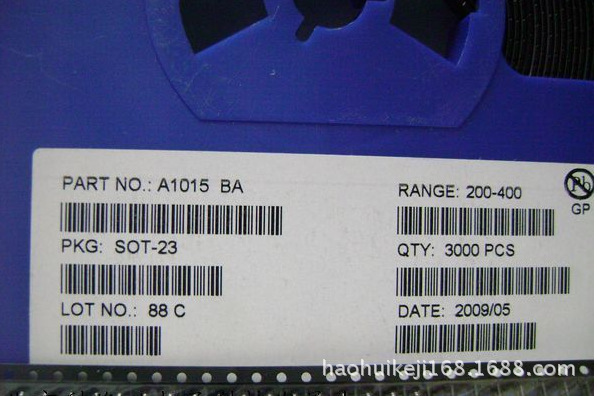 PART NO.: A1015 BA
RANGE: 200-400
Pb
GP
PKG: SOT-23
QTY: 3000 PCS
LOT NO.: 88 C
DATE: 2009/05
haohuikeji168.1688.com